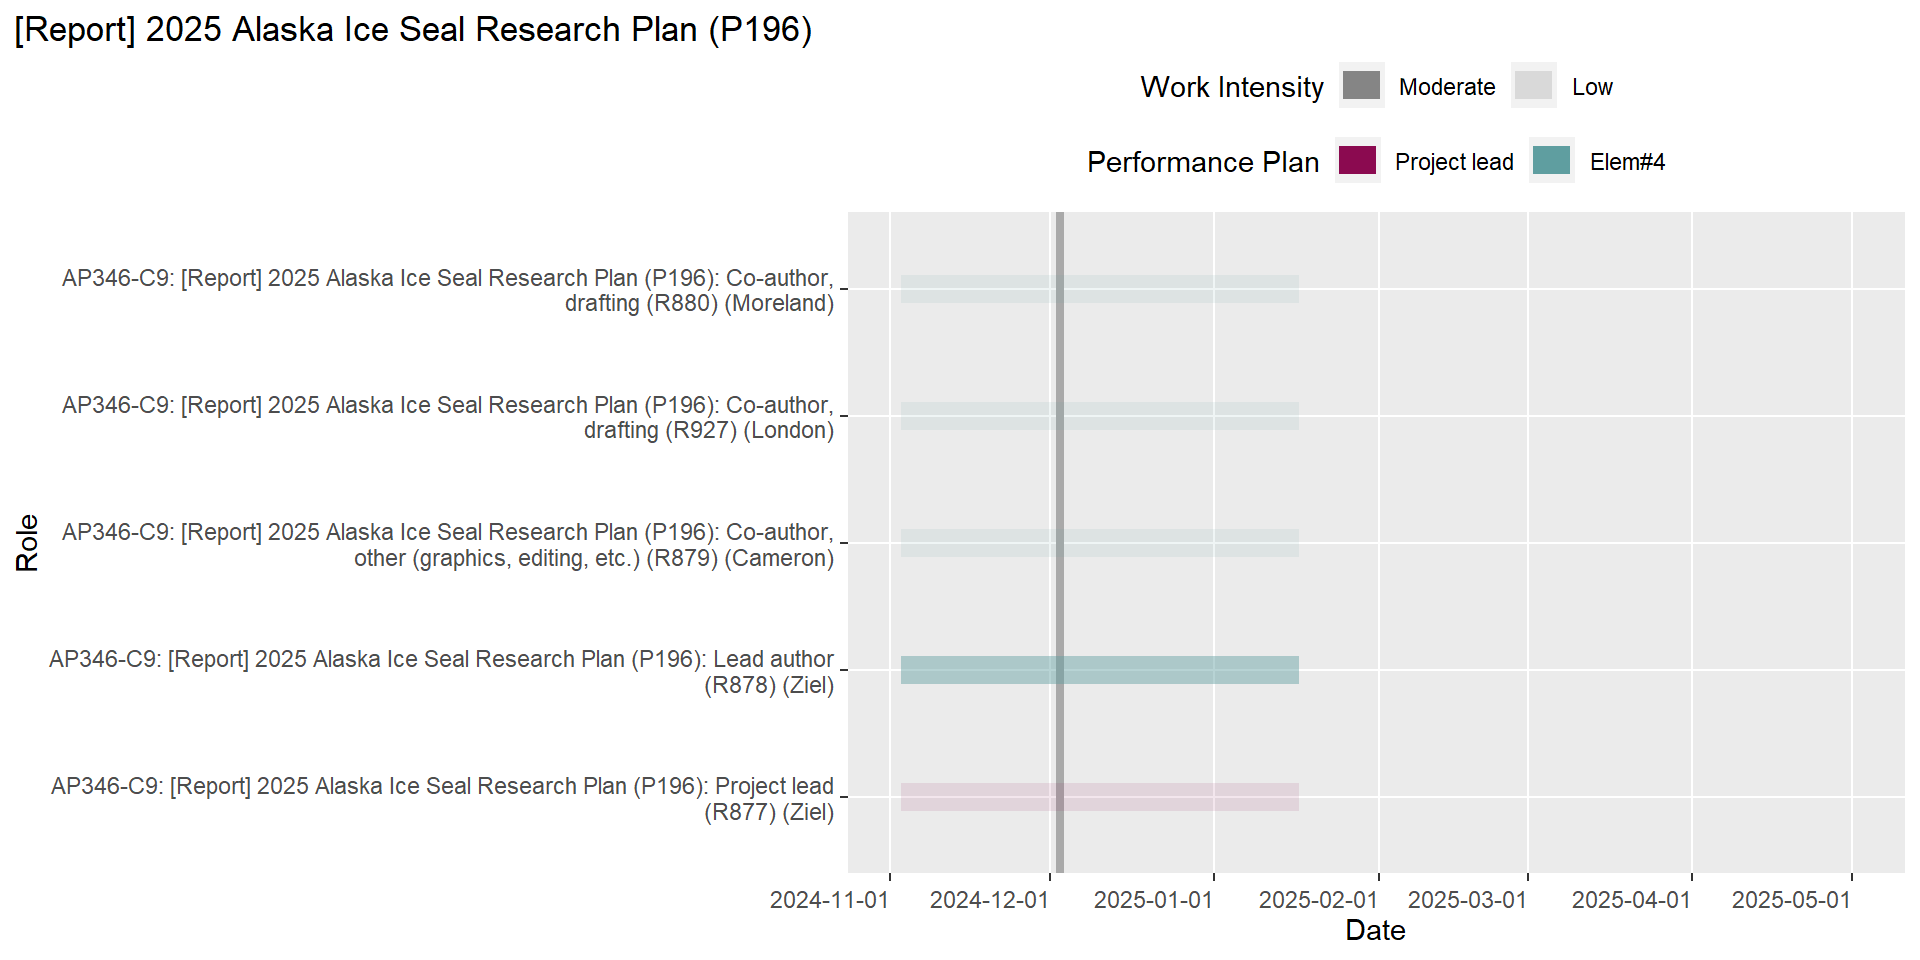 [Report] 2025 Alaska Ice Seal Research Plan (P196)
Work Intensity Moderate Low
Performance Plan Project lead Elem#4
AP346-C9: [Report] 2025 Alaska Ice Seal Research Plan (P196): Co-author,
drafting (R880) (Moreland)
AP346-C9: [Report] 2025 Alaska Ice Seal Research Plan (P196): Co-author,
drafting (R927) (London)
AP346-C9: [Report] 2025 Alaska Ice Seal Research Plan (P196): Co-author,
other (graphics, editing, etc.) (R879) (Cameron)
AP346-C9: [Report] 2025 Alaska Ice Seal Research Plan (P196): Lead author
(R878) (Ziel)
AP346-C9: [Report] 2025 Alaska Ice Seal Research Plan (P196): Project lead
(R877) (Ziel)
Role
2024-11-01 2024-12-01 2025-01-01 2025-02-01 2025-03-01 2025-04-01 2025-05-01
Date